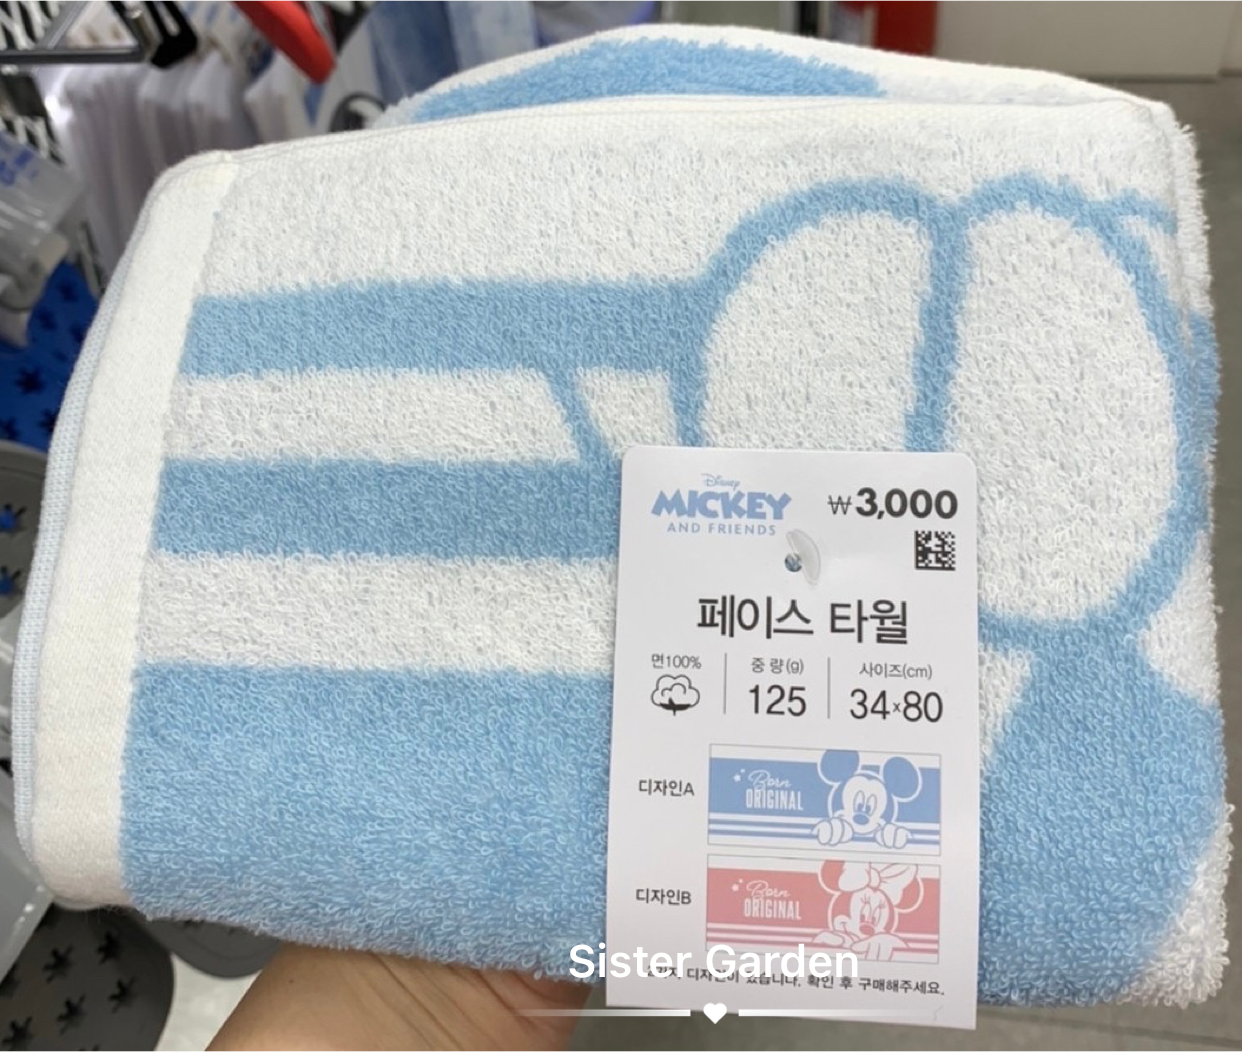 Disney
MICKEY
AND FRIENDS
₩3,000
페이스 타월
면100%
중 량(g)
125
사이즈(cm)
34×80
디자인A
Born
ORIGINAL
디자인B
Born
ORIGINAL
Sister Garden
디자인이 있습니다. 확인 후 구매해주세요.